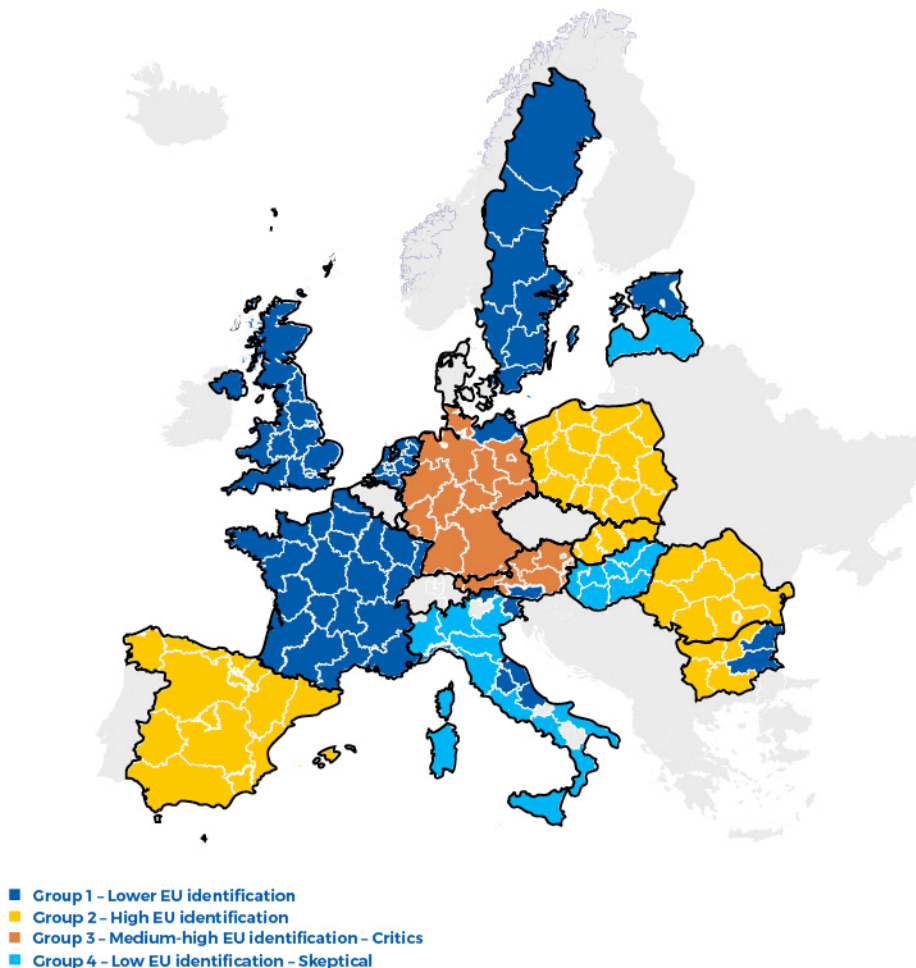 Group 1 – Lower EU identification
Group 2 – High EU identification
Group 3 – Medium-high EU identification – Critics
Group 4 – Low EU identification – Skeptical